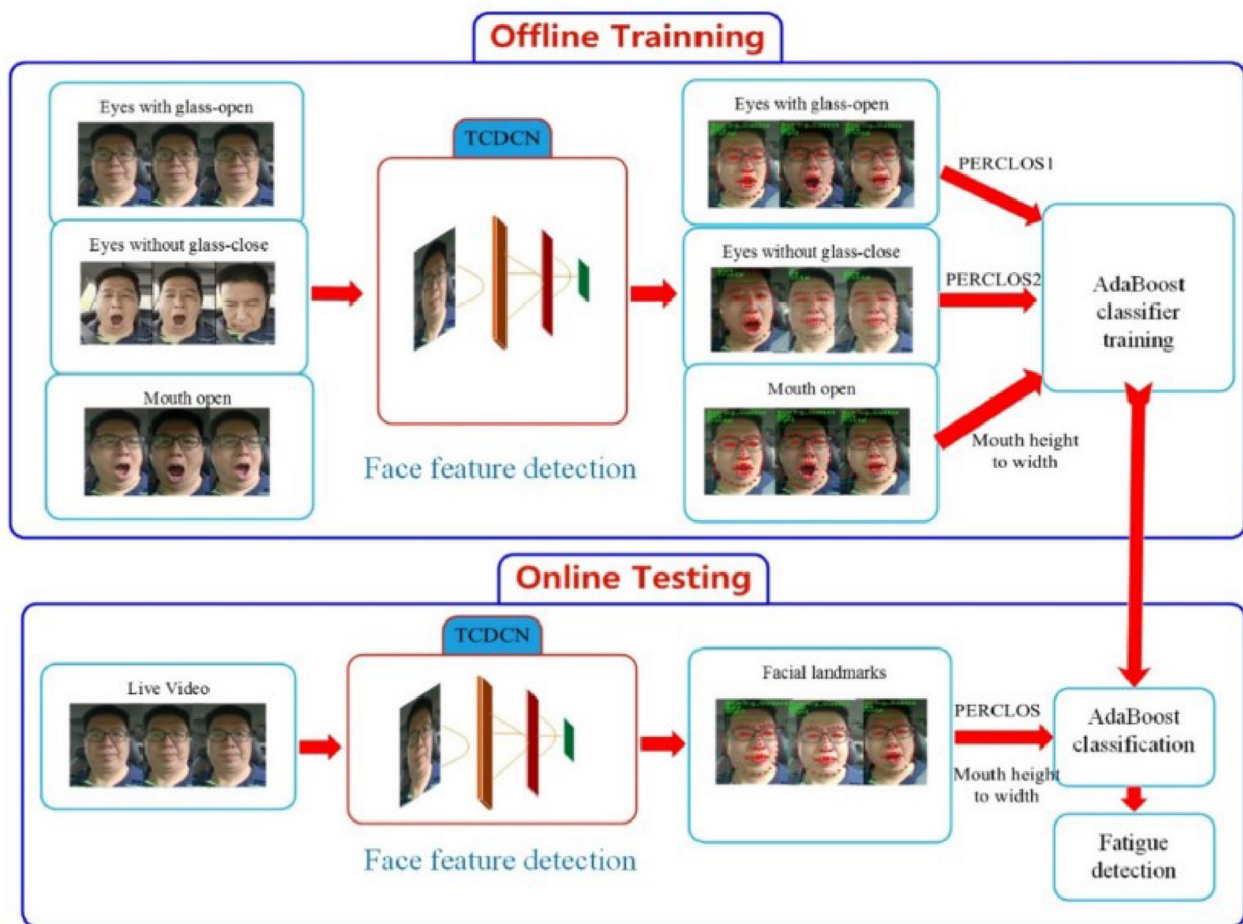 Offline Trainning
Eyes with glass-open
Eyes without glass-close
Mouth open
TCDCN
Face feature detection
Eyes with glass-open
Eyes without glass-close
Mouth open
PERCLOS1
PERCLOS2
Mouth height
to width
AdaBoost
classifier
training
Online Testing
Live Video
TCDCN
Face feature detection
Facial landmarks
PERCLOS
Mouth height
to width
AdaBoost
classification
Fatigue
detection